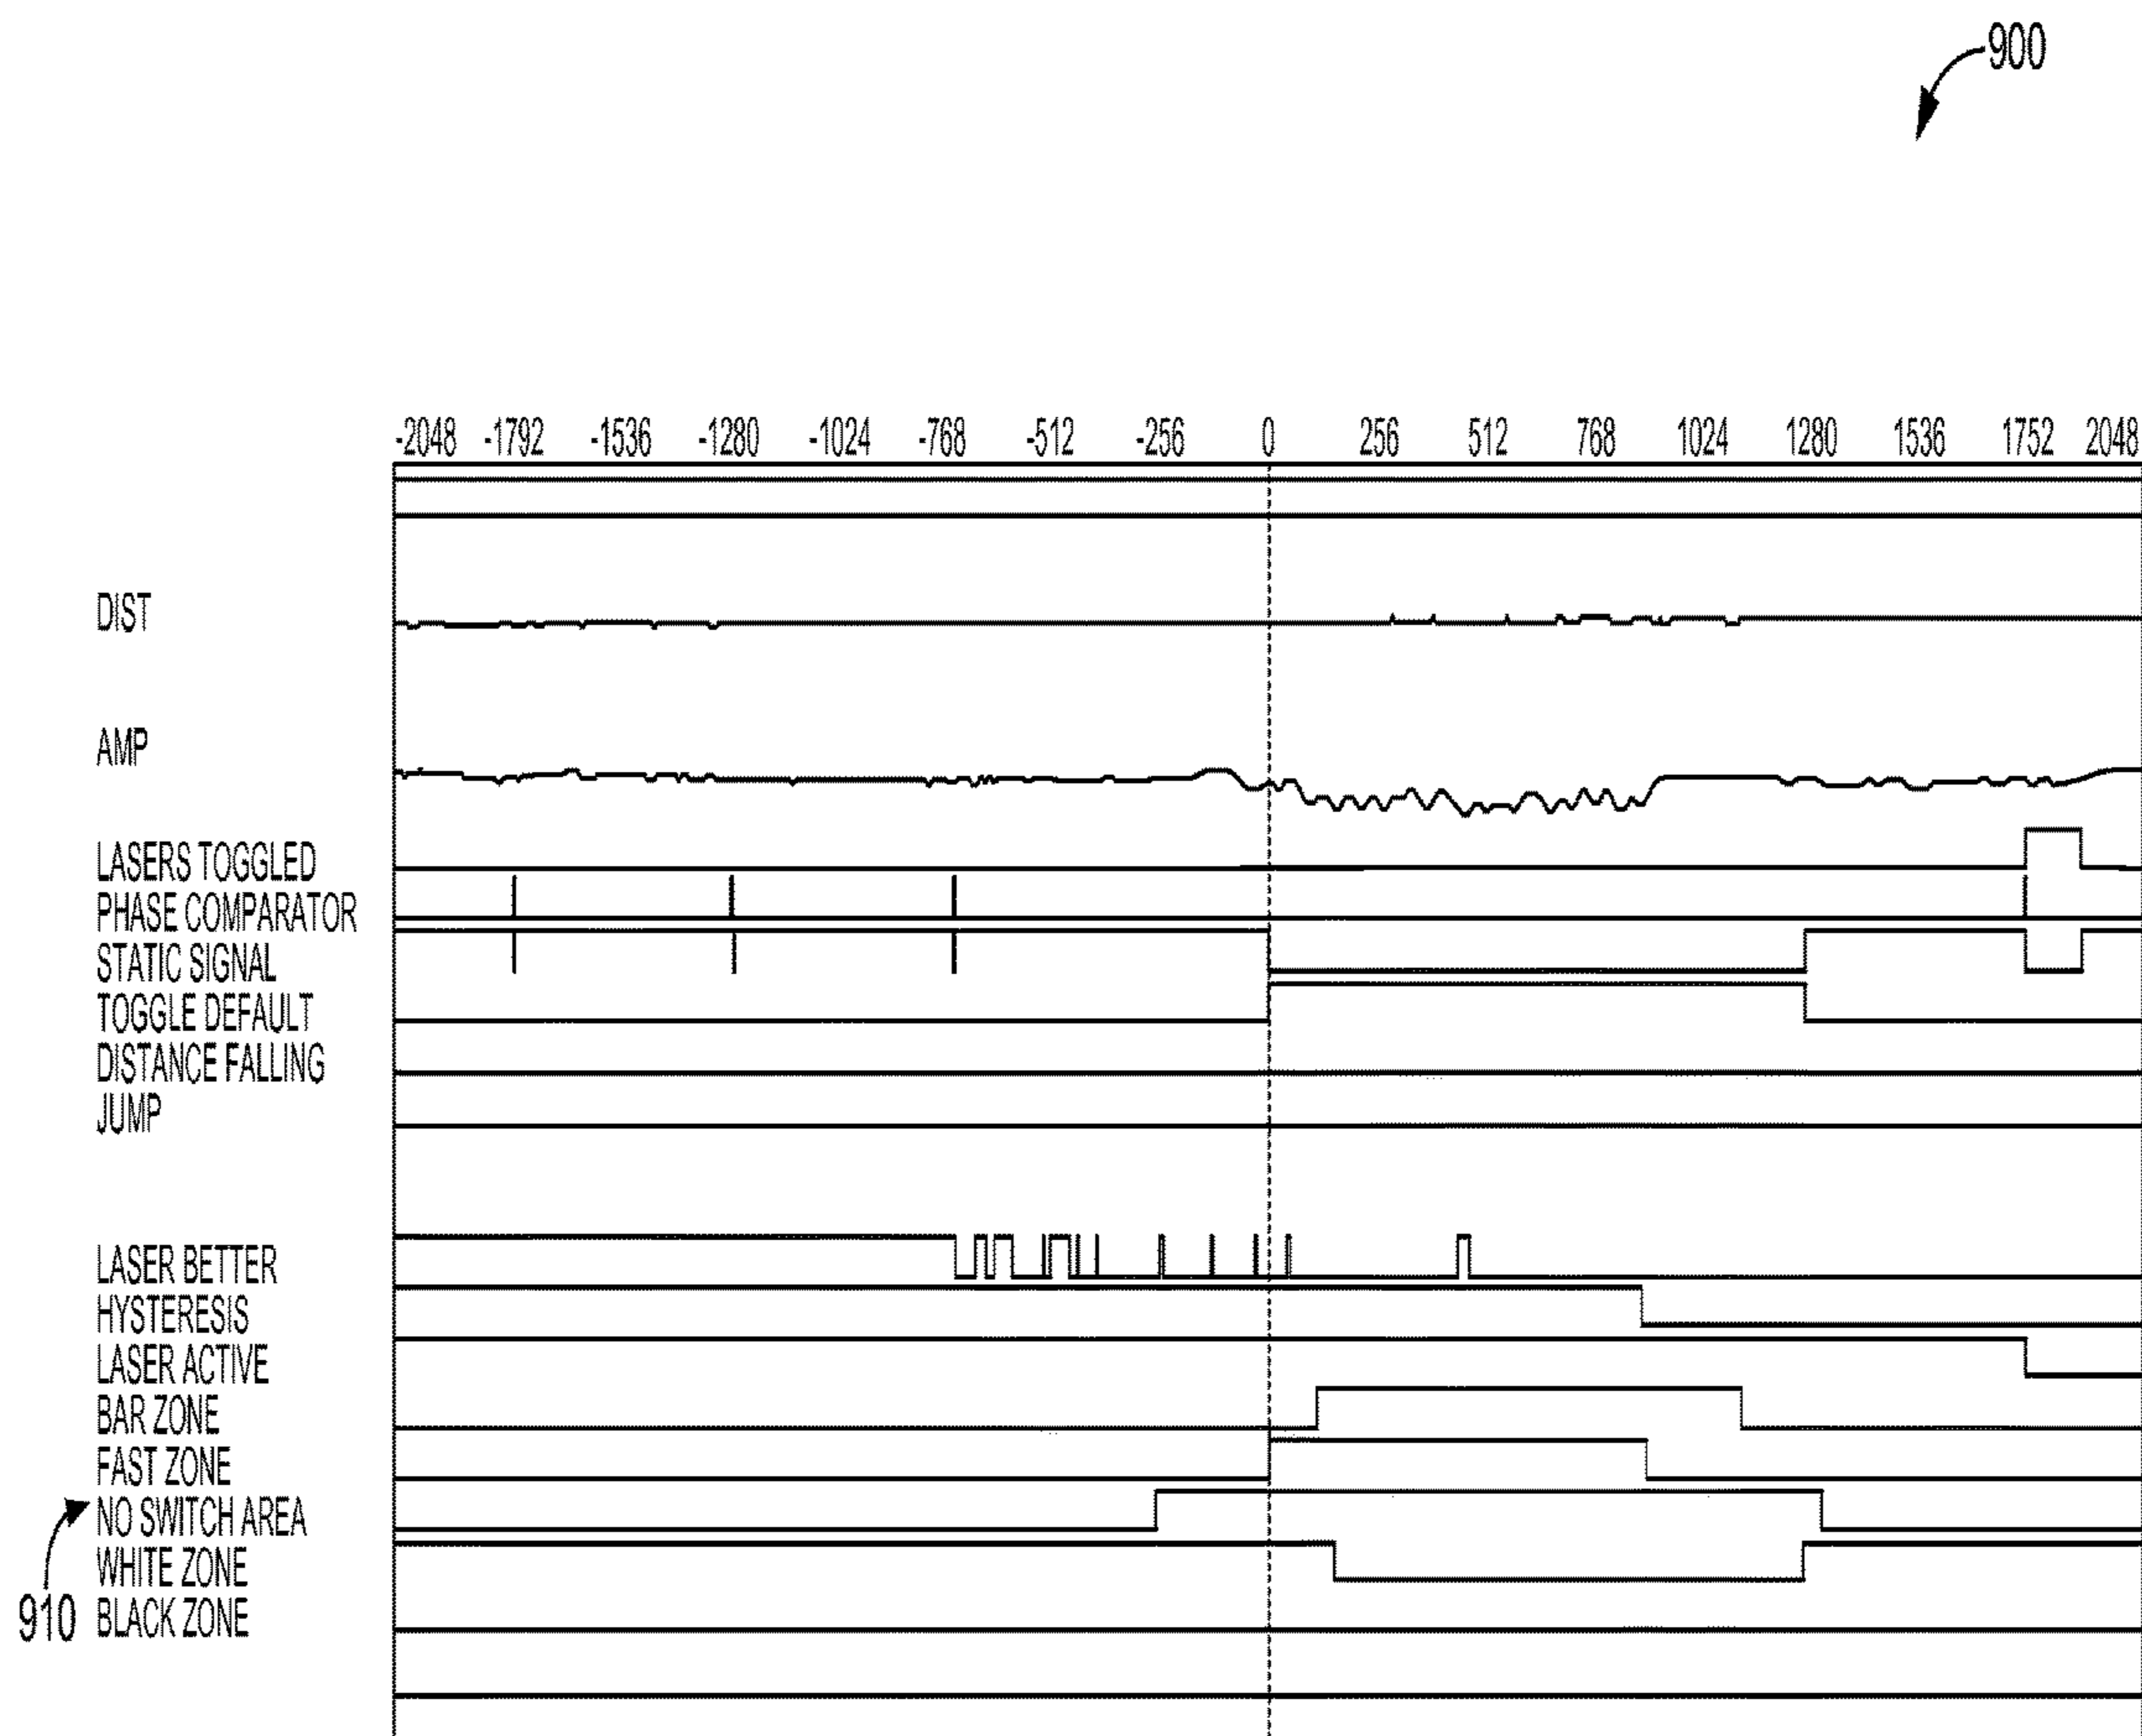 900
-2048 -1792 -1536 -1280 -1024 -768 -512 -256 0 256 512 768 1024 1280 1536 1752 2048
DIST
AMP
LASERS TOGGLED
PHASE COMPARATOR
STATIC SIGNAL
TOGGLE DEFAULT
DISTANCE FALLING
JUMP
LASER BETTER
HYSTERESIS
LASER ACTIVE
BAR ZONE
FAST ZONE
NO SWITCH AREA
WHITE ZONE
910 BLACK ZONE